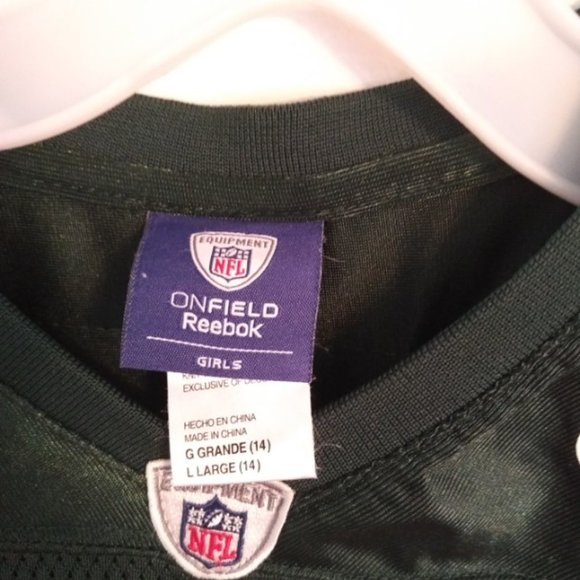 EQUIPMENT
NFL
ONFIELD
Reebok
GIRLS
EXCLUSIVE OF
HECHO EN CHINA
MADE IN CHINA
G GRANDE (14)
L LARGE (14)
EQUIPMENT
NFL